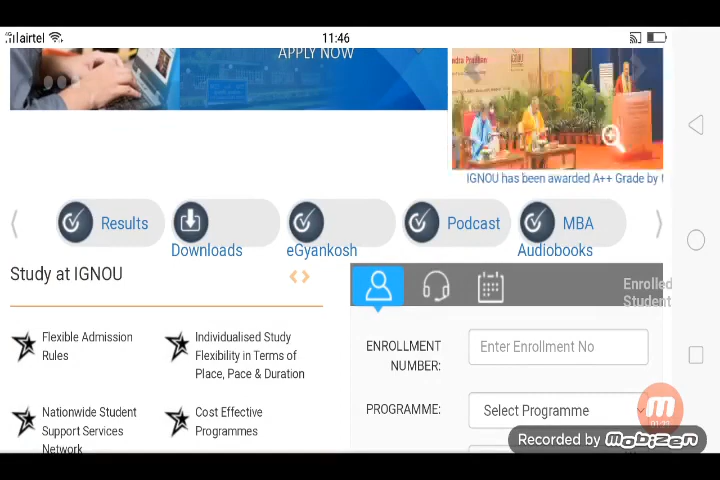 airtel
11:46
APPLY NOW
IGNOU has been awarded A++ Grade by
Results
Downloads
eGyankosh
Podcast
MBA
Audiobooks
Study at IGNOU
Enrolled
Student
Flexible Admission
Rules
Individualised Study
Flexibility in Terms of
Place, Pace & Duration
ENROLLMENT
NUMBER:
Enter Enrollment No
Nationwide Student
Support Services
Network
Cost Effective
Programmes
PROGRAMME:
Select Programme
Recorded by Mobizen